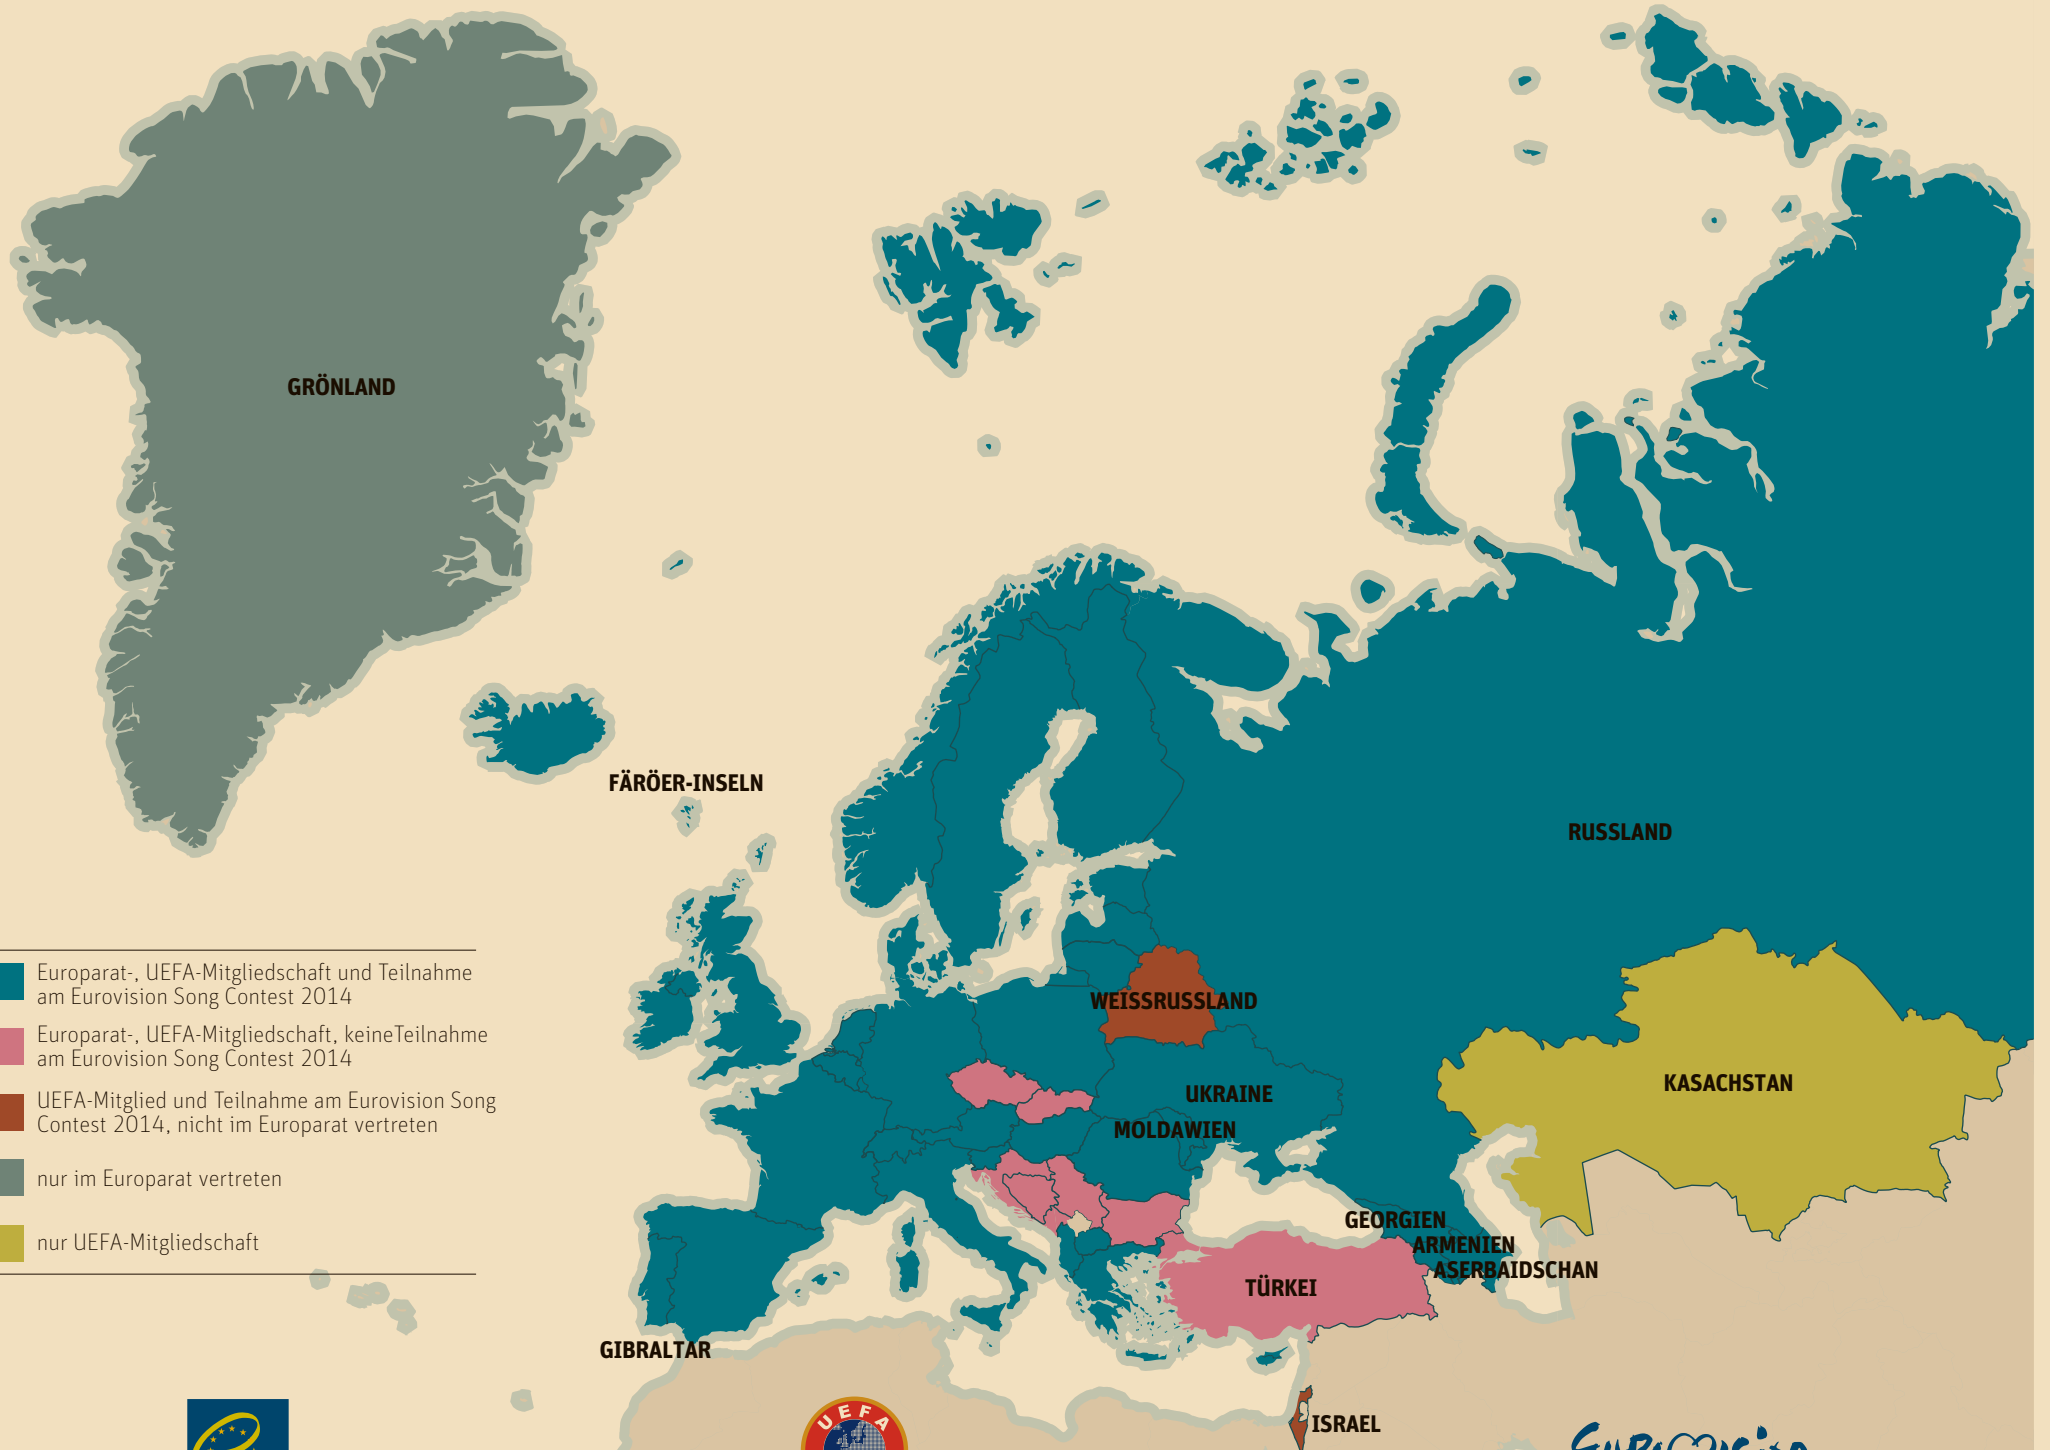 GRÖNLAND
FÄRÖER-INSELN
RUSSLAND
Europarat-, UEFA-Mitgliedschaft und Teilnahme
am Eurovision Song Contest 2014
Europarat-, UEFA-Mitgliedschaft, keineTeilnahme
am Eurovision Song Contest 2014
UEFA-Mitglied und Teilnahme am Eurovision Song
Contest 2014, nicht im Europarat vertreten
nur im Europarat vertreten
nur UEFA-Mitgliedschaft
WEISSRUSSLAND
KASACHSTAN
UKRAINE
MOLDAWIEN
GEORGIEN
ARMENIEN
ASERBAIDSCHAN
TÜRKEI
GIBRALTAR
ISRAEL
UEFA